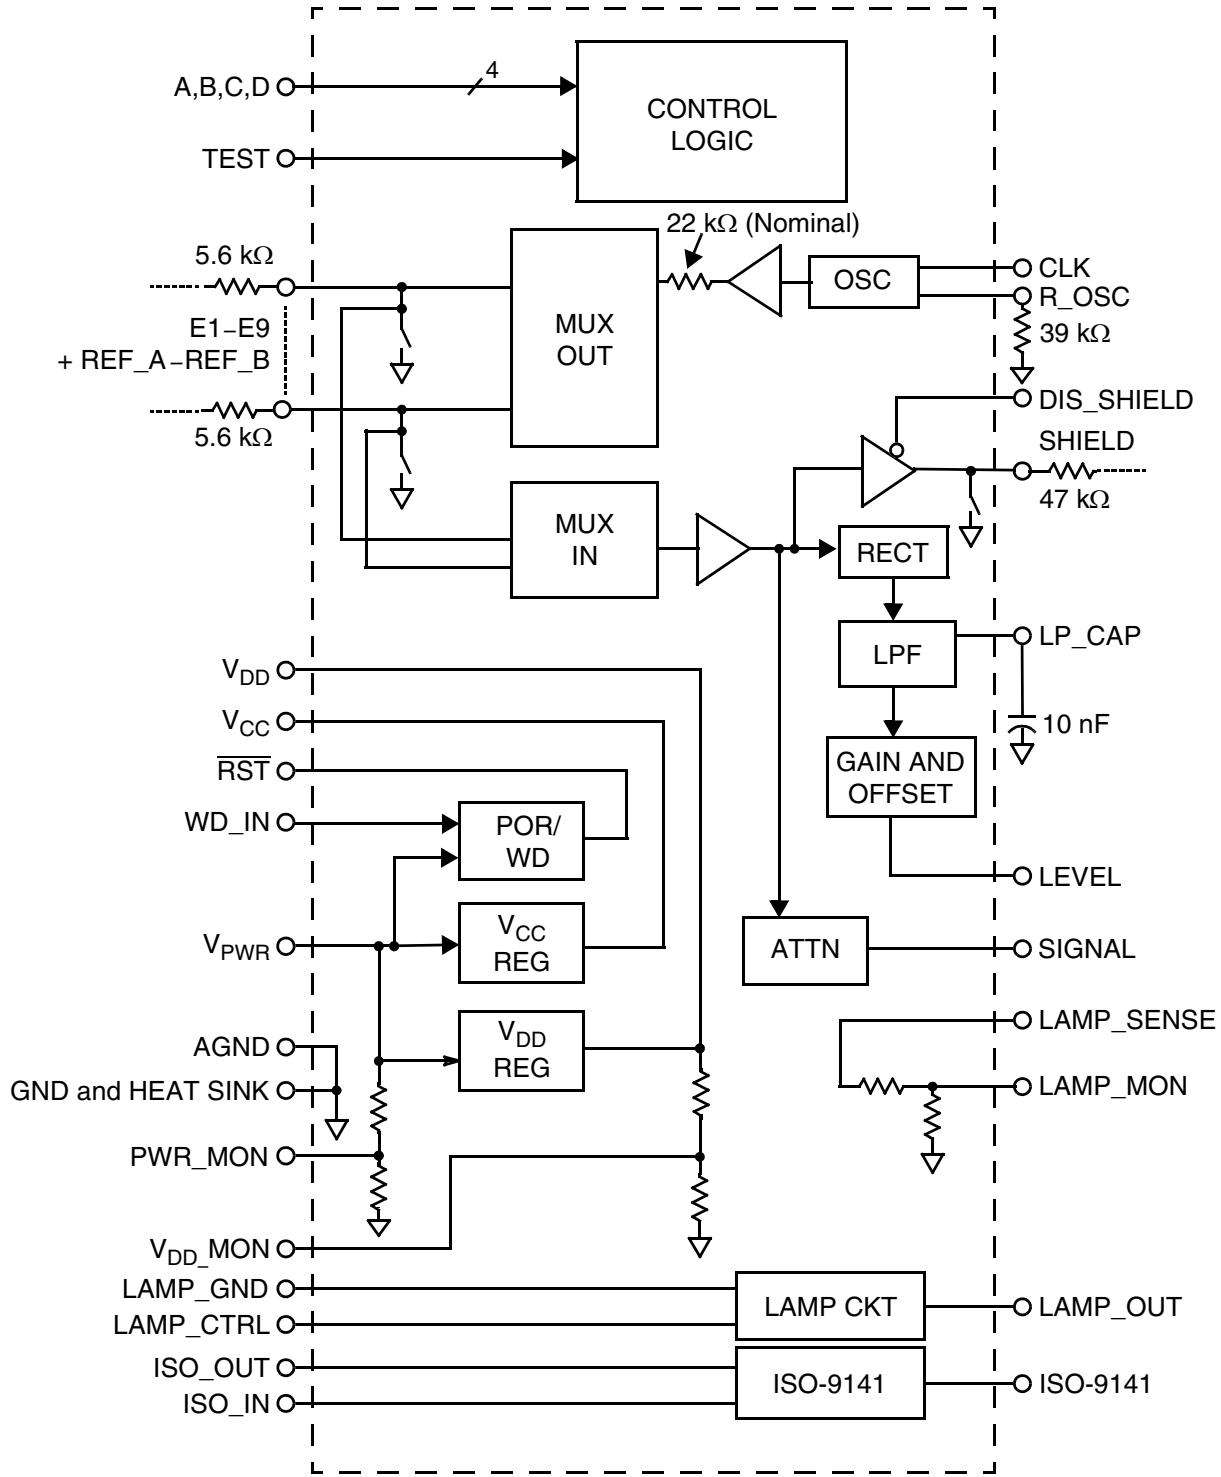 A,B,C,D
4
CONTROL
LOGIC
TEST
22 kΩ (Nominal)
5.6 kΩ
MUX
OUT
OSC
CLK
R_OSC
39 kΩ
E1–E9
+ REF_A–REF_B
5.6 kΩ
DIS_SHIELD
SHIELD
47 kΩ
MUX
IN
RECT
LPF
LP_CAP
10 nF
GAIN AND
OFFSET
LEVEL
VDD
VCC
RST
WD_IN
POR/
WD
VPWR
VCC
REG
ATTN
SIGNAL
AGND
VDD
REG
LAMP_SENSE
GND and HEAT SINK
LAMP_MON
PWR_MON
VDD_MON
LAMP_GND
LAMP CKT
LAMP_OUT
LAMP_CTRL
ISO_OUT
ISO-9141
ISO-9141
ISO_IN